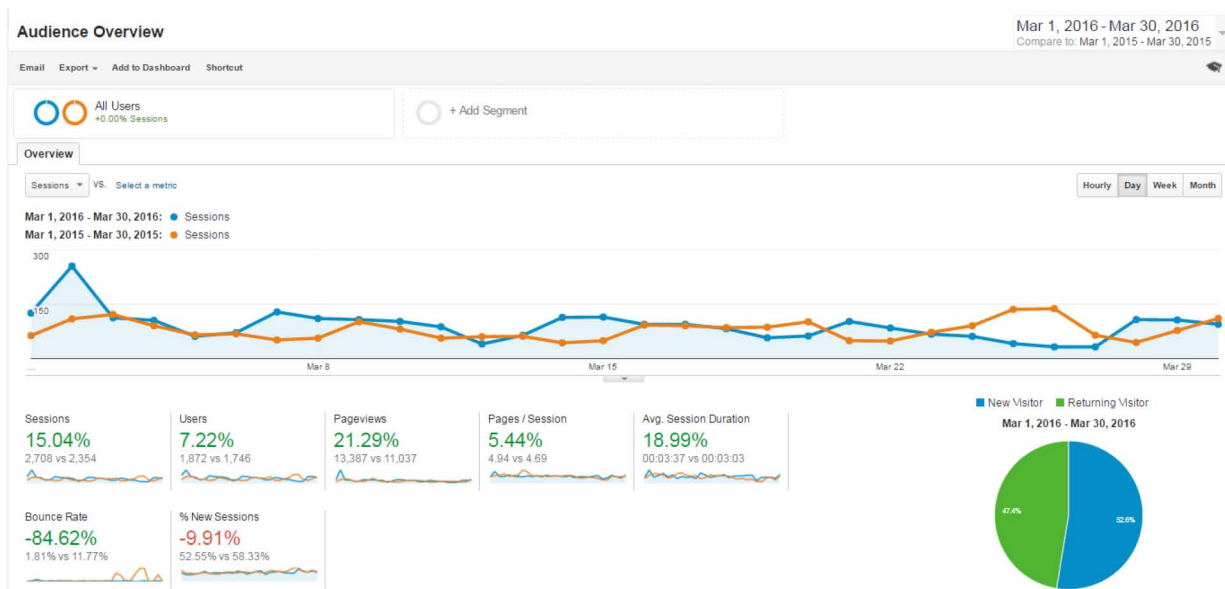 Audience Overview
Mar 1, 2016 - Mar 30, 2016
Compare to: Mar 1, 2015 - Mar 30, 2015
Email Export Add to Dashboard Shortcut
All Users
+0.00% Sessions
+ Add Segment
Overview
Sessions VS. Select a metric
Hourly Day Week Month
Mar 1, 2016 - Mar 30, 2016: Sessions
Mar 1, 2015 - Mar 30, 2015: Sessions
300
150
... Mar 8 Mar 15 Mar 22 Mar 29
New Visitor Returning Visitor
Mar 1, 2016 - Mar 30, 2016
47.4% 52.6%
Sessions
15.04%
2,708 vs 2,354
Users
7.22%
1,872 vs 1,746
Pageviews
21.29%
13,387 vs 11,037
Pages / Session
5.44%
4.94 vs 4.69
Avg. Session Duration
18.99%
00:03:37 vs 00:03:03
Bounce Rate
-84.62%
1.81% vs 11.77%
% New Sessions
-9.91%
52.55% vs 58.33%